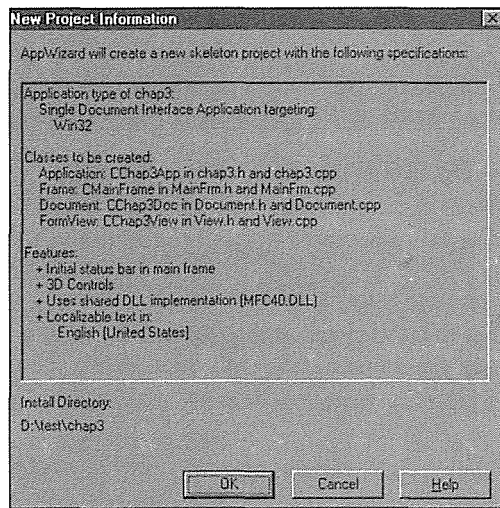 New Project Information
AppWizard will create a new skeleton project with the following specifications:
Application type of chap3:
Single Document Interface Application targeting:
Win32
Classes to be created:
Application: CChap3App in chap3.h and chap3.cpp
Frame: CMainFrame in MainFrm.h and MainFrm.cpp
Document: CChap3Doc in Document.h and Document.cpp
FormView: CChap3View in View.h and View.cpp
Features:
+ Initial status bar in main frame
+ 3D Controls
+ Uses shared DLL implementation (MFC40.DLL)
+ Localizable text in:
English [United States]
Install Directory:
D:\test\chap3
OK
Cancel
Help